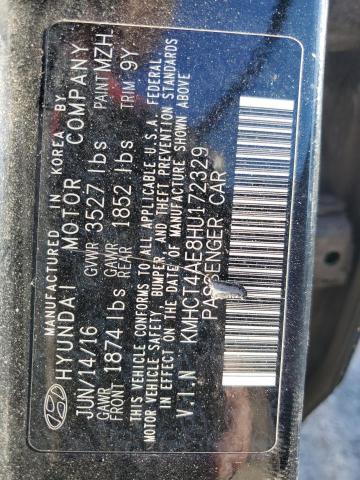 MANUFACTURED IN KOREA BY
HYUNDAI MOTOR COMPANY
JUN/14/16 GVWR 3527 lbs PAINT MZH
GAWR FRONT 1874 lbs GAWR REAR 1852 lbs TRIM 9Y
THIS VEHICLE CONFORMS TO ALL APPLICABLE U.S.A. FEDERAL
MOTOR VEHICLE SAFETY, BUMPER, AND THEFT PREVENTION STANDARDS
IN EFFECT ON THE DATE OF MANUFACTURE SHOWN ABOVE
V.I.N KMHCT4AE8HU172329
PASSENGER CAR